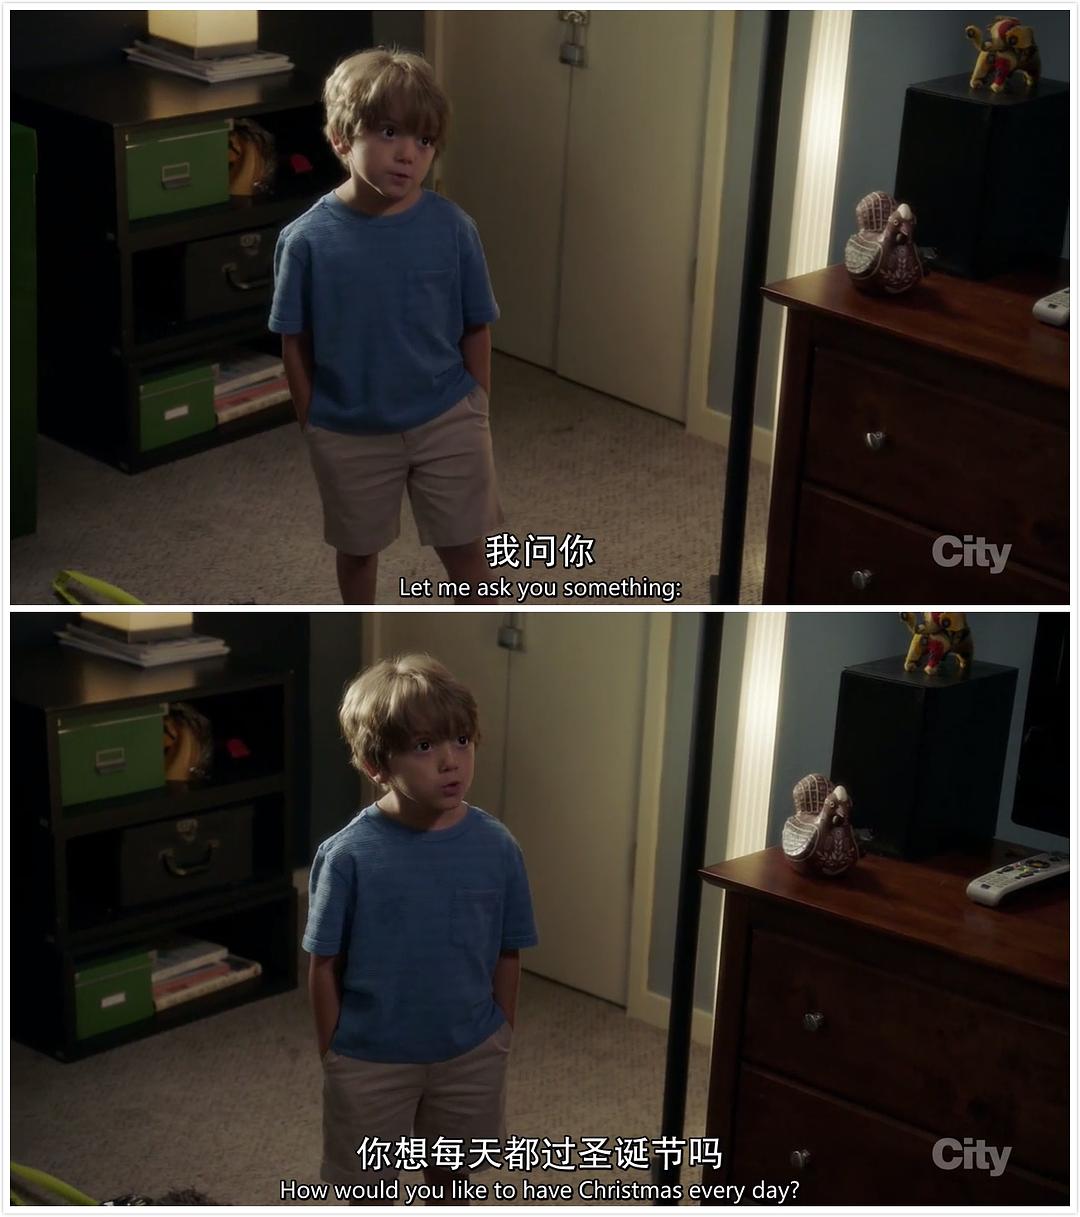 City
我问你
Let me ask you something:
City
你想每天都过圣诞节吗
How would you like to have Christmas every day?